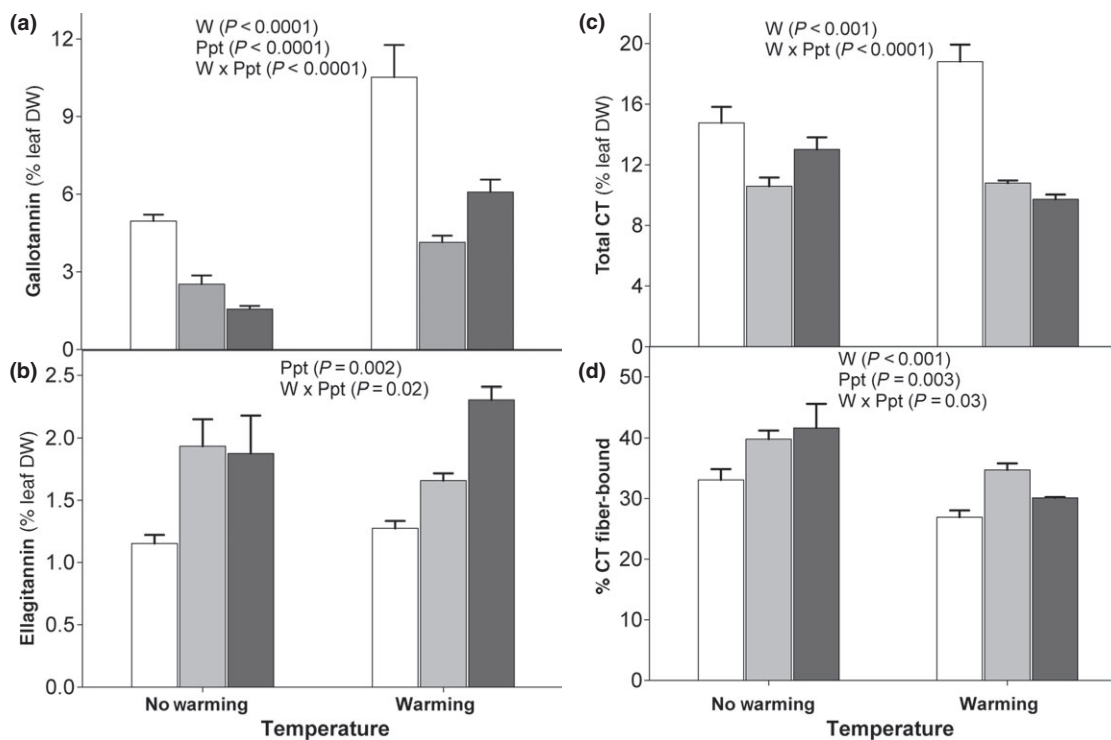 (a)
W (P < 0.0001)
Ppt (P < 0.0001)
W x Ppt (P < 0.0001)
Gallotannin (% leaf DW)
12
9
6
3
0
(b)
Ppt (P = 0.002)
W x Ppt (P = 0.02)
Ellagitannin (% leaf DW)
2.5
2.0
1.5
1.0
0.5
0.0
No warming
Warming
Temperature
(c)
W (P < 0.001)
W x Ppt (P < 0.0001)
Total CT (% leaf DW)
20
16
12
8
4
0
(d)
W (P < 0.001)
Ppt (P = 0.003)
W x Ppt (P = 0.03)
% CT fiber-bound
50
40
30
20
10
0
No warming
Warming
Temperature